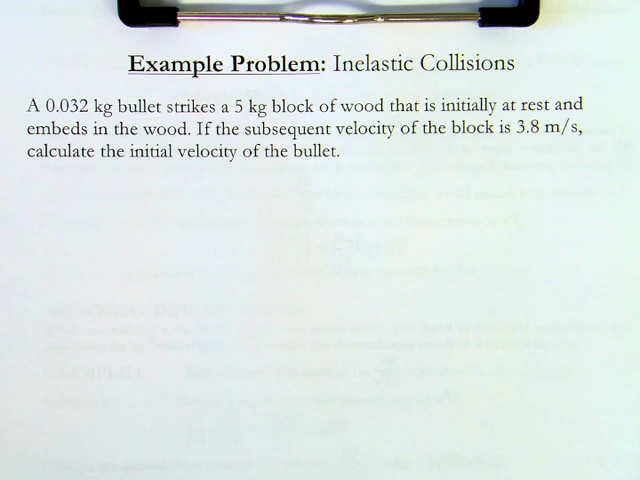 Example Problem: Inelastic Collisions
A 0.032 kg bullet strikes a 5 kg block of wood that is initially at rest and
embeds in the wood. If the subsequent velocity of the block is 3.8 m/s,
calculate the initial velocity of the bullet.